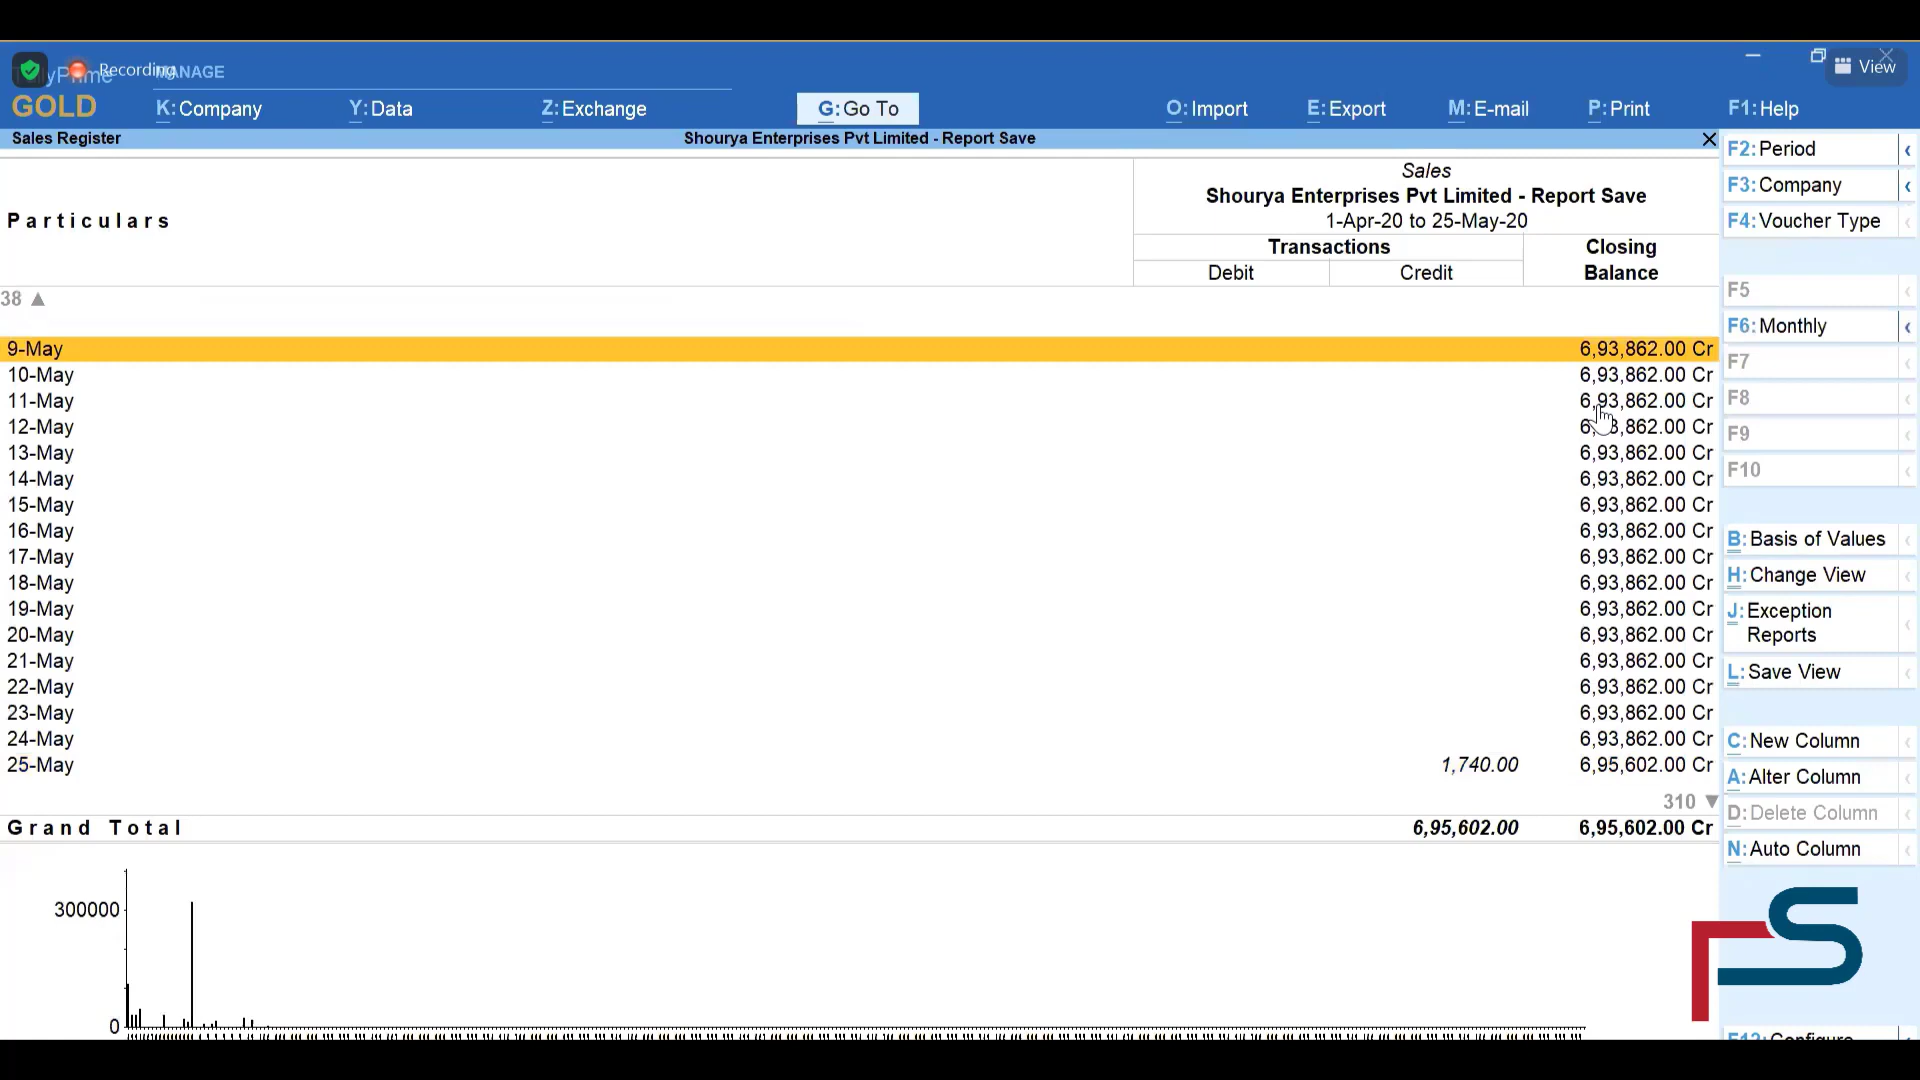 Recording MANAGE View
GOLD K: Company Y: Data Z: Exchange G: Go To O: Import E: Export M: E-mail P: Print F1: Help
Sales Register Shourya Enterprises Pvt Limited - Report Save
F2: Period
F3: Company
F4: Voucher Type
F5
F6: Monthly
F7
F8
F9
F10
B: Basis of Values
H: Change View
J: Exception
Reports
L: Save View
C: New Column
A: Alter Column
D: Delete Column
N: Auto Column
Sales
Shourya Enterprises Pvt Limited - Report Save
Particulars 1-Apr-20 to 25-May-20
Transactions Closing
Debit Credit Balance
38 ▲
9-May 6,93,862.00 Cr
10-May 6,93,862.00 Cr
11-May 6,93,862.00 Cr
12-May 6,93,862.00 Cr
13-May 6,93,862.00 Cr
14-May 6,93,862.00 Cr
15-May 6,93,862.00 Cr
16-May 6,93,862.00 Cr
17-May 6,93,862.00 Cr
18-May 6,93,862.00 Cr
19-May 6,93,862.00 Cr
20-May 6,93,862.00 Cr
21-May 6,93,862.00 Cr
22-May 6,93,862.00 Cr
23-May 6,93,862.00 Cr
24-May 6,93,862.00 Cr
25-May 1,740.00 6,95,602.00 Cr
310 ▼
Grand Total 6,95,602.00 6,95,602.00 Cr
300000
0